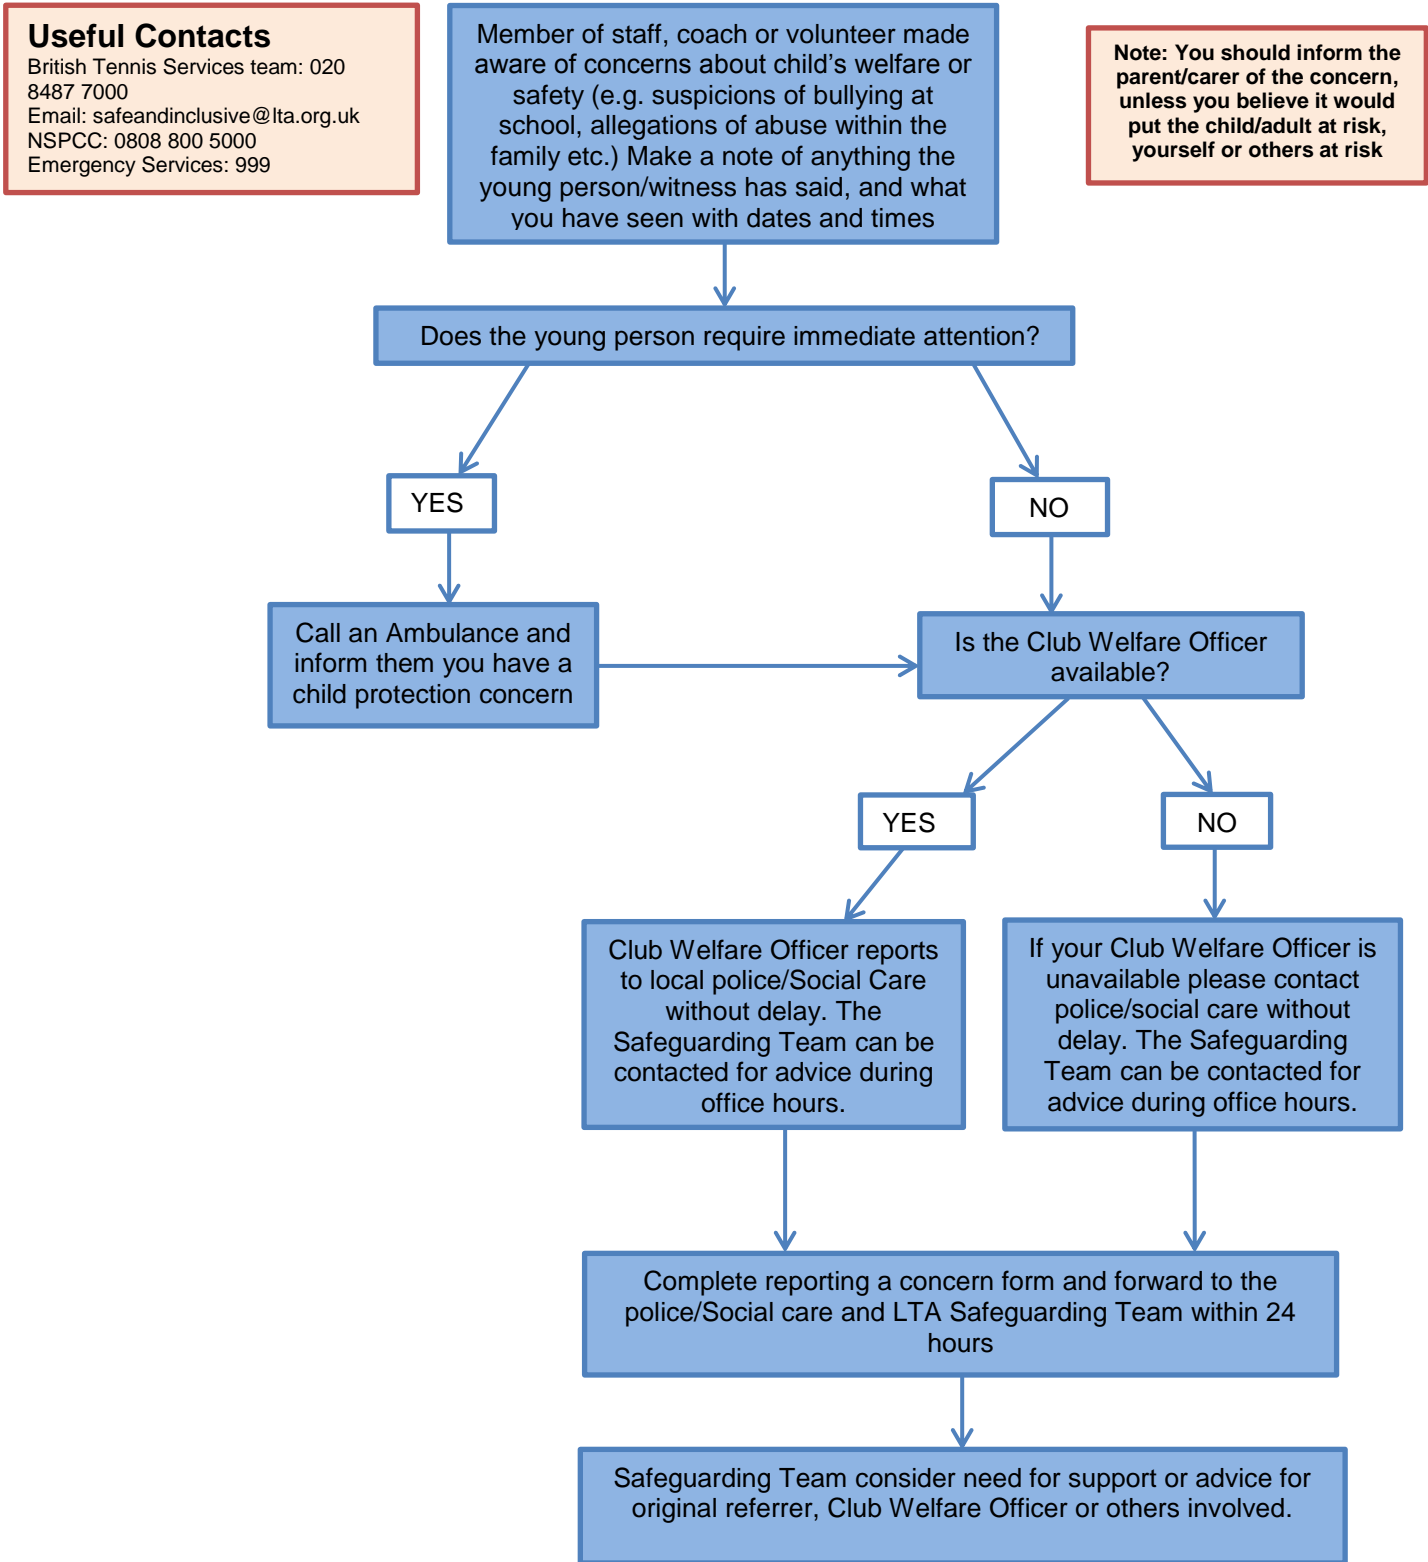 Useful Contacts
British Tennis Services team: 020
8487 7000
Email: safeandinclusive@lta.org.uk
NSPCC: 0808 800 5000
Emergency Services: 999
Member of staff, coach or volunteer made
aware of concerns about child’s welfare or
safety (e.g. suspicions of bullying at
school, allegations of abuse within the
family etc.) Make a note of anything the
young person/witness has said, and what
you have seen with dates and times
Note: You should inform the
parent/carer of the concern,
unless you believe it would
put the child/adult at risk,
yourself or others at risk
Does the young person require immediate attention?
YES
NO
Call an Ambulance and
inform them you have a
child protection concern
Is the Club Welfare Officer
available?
YES
NO
Club Welfare Officer reports
to local police/Social Care
without delay. The
Safeguarding Team can be
contacted for advice during
office hours.
If your Club Welfare Officer is
unavailable please contact
police/social care without
delay. The Safeguarding
Team can be contacted for
advice during office hours.
Complete reporting a concern form and forward to the
police/Social care and LTA Safeguarding Team within 24
hours
Safeguarding Team consider need for support or advice for
original referrer, Club Welfare Officer or others involved.